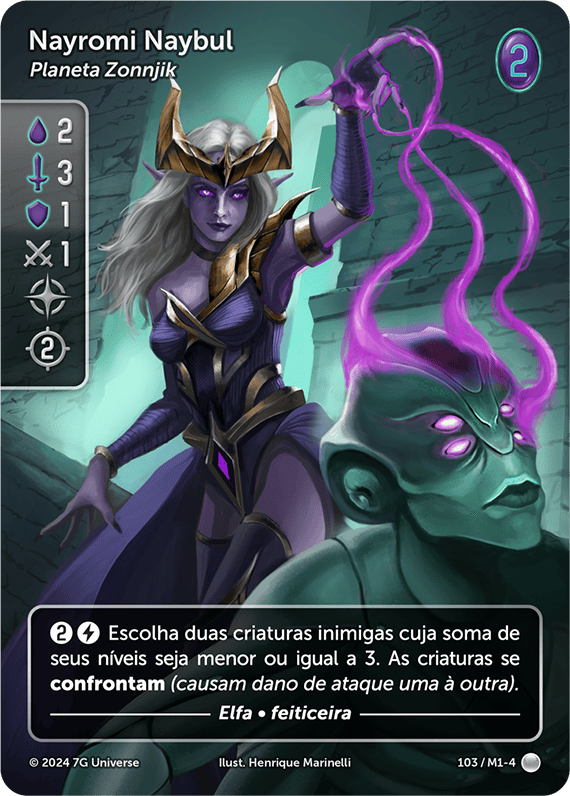 Nayromi Naybul
Planeta Zonnjik
2
2
3
1
1
2
2 Escolha duas criaturas inimigas cuja soma de
seus níveis seja menor ou igual a 3. As criaturas se
confrontam (causam dano de ataque uma à outra).
Elfa • feiticeira
© 2024 7G Universe Ilust. Henrique Marinelli 103 / M1-4